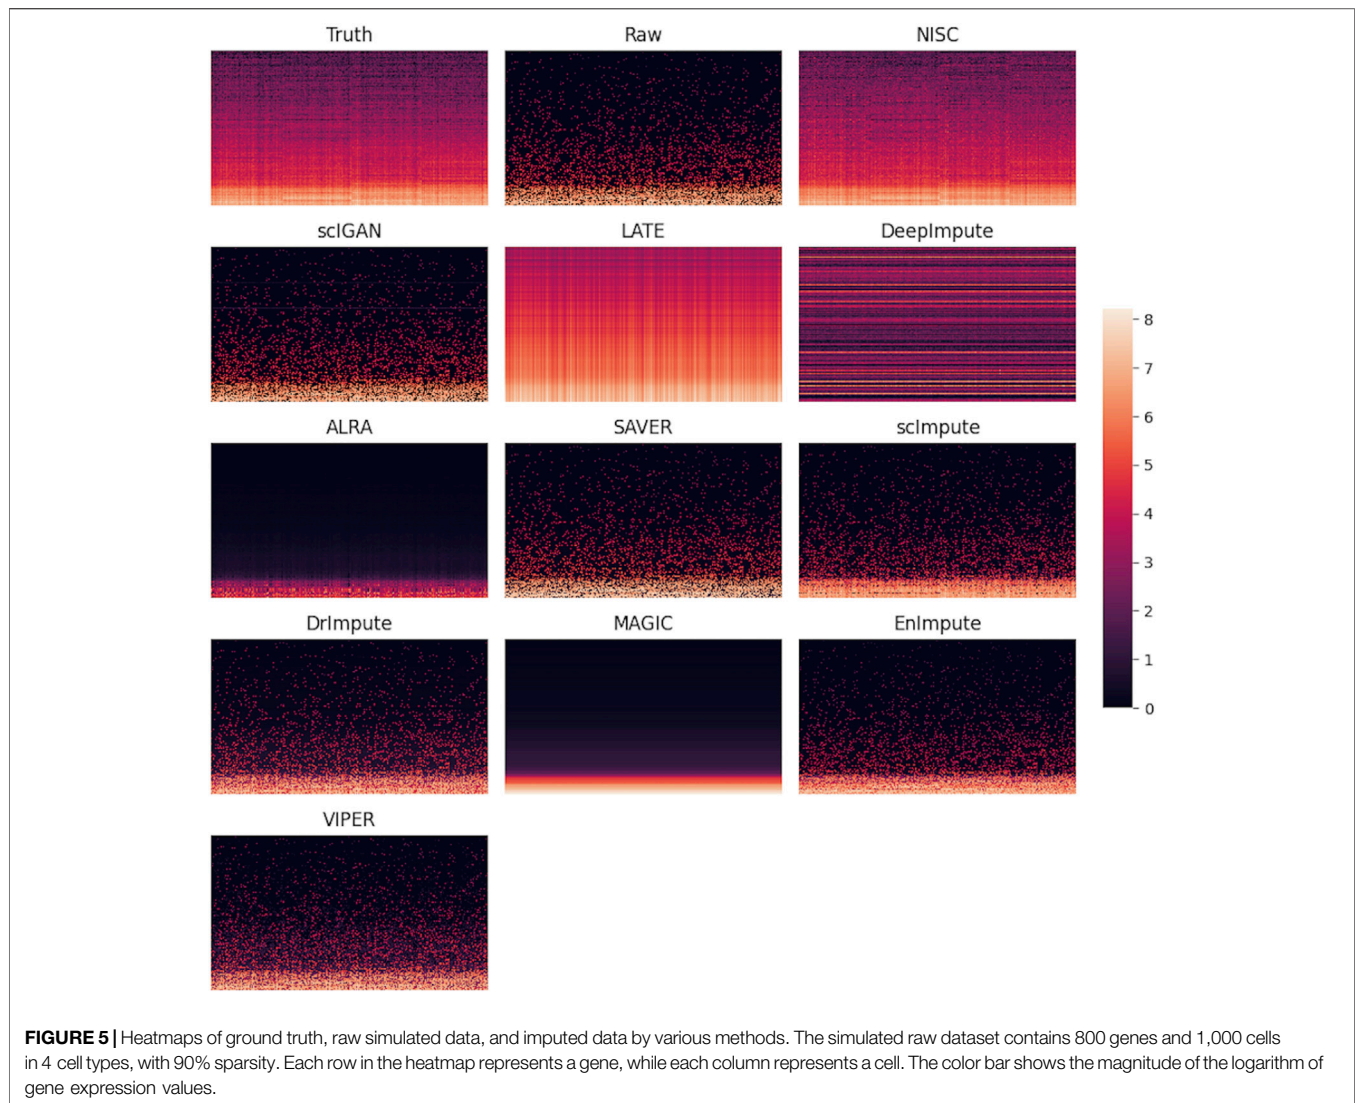 Truth
Raw
NISC
scIGAN
LATE
DeepImpute
ALRA
SAVER
scImpute
DrImpute
MAGIC
EnImpute
VIPER
8
7
6
5
4
3
2
1
0
FIGURE 5 | Heatmaps of ground truth, raw simulated data, and imputed data by various methods. The simulated raw dataset contains 800 genes and 1,000 cells
in 4 cell types, with 90% sparsity. Each row in the heatmap represents a gene, while each column represents a cell. The color bar shows the magnitude of the logarithm of
gene expression values.